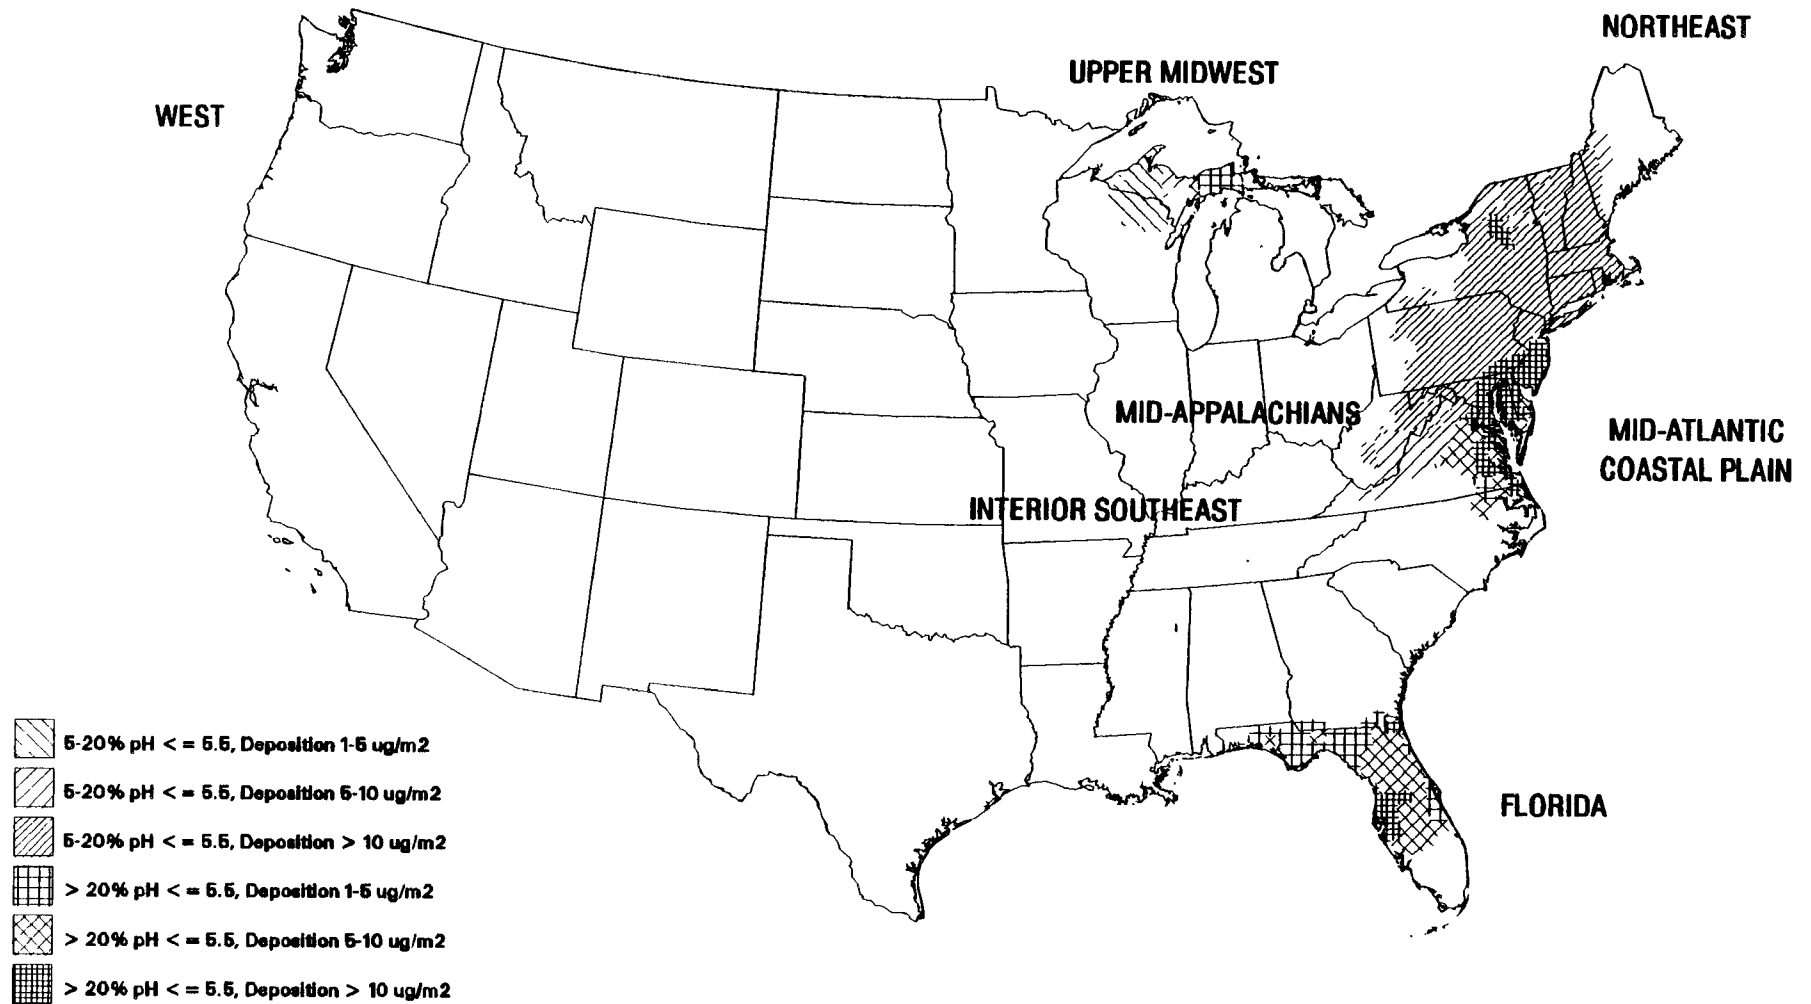 NORTHEAST
UPPER MIDWEST
WEST
MID-APPALACHIANS
MID-ATLANTIC
COASTAL PLAIN
INTERIOR SOUTHEAST
FLORIDA
5-20% pH < = 5.5, Deposition 1-5 ug/m2
5-20% pH < = 5.5, Deposition 5-10 ug/m2
5-20% pH < = 5.5, Deposition > 10 ug/m2
> 20% pH < = 5.5, Deposition 1-5 ug/m2
> 20% pH < = 5.5, Deposition 5-10 ug/m2
> 20% pH < = 5.5, Deposition > 10 ug/m2